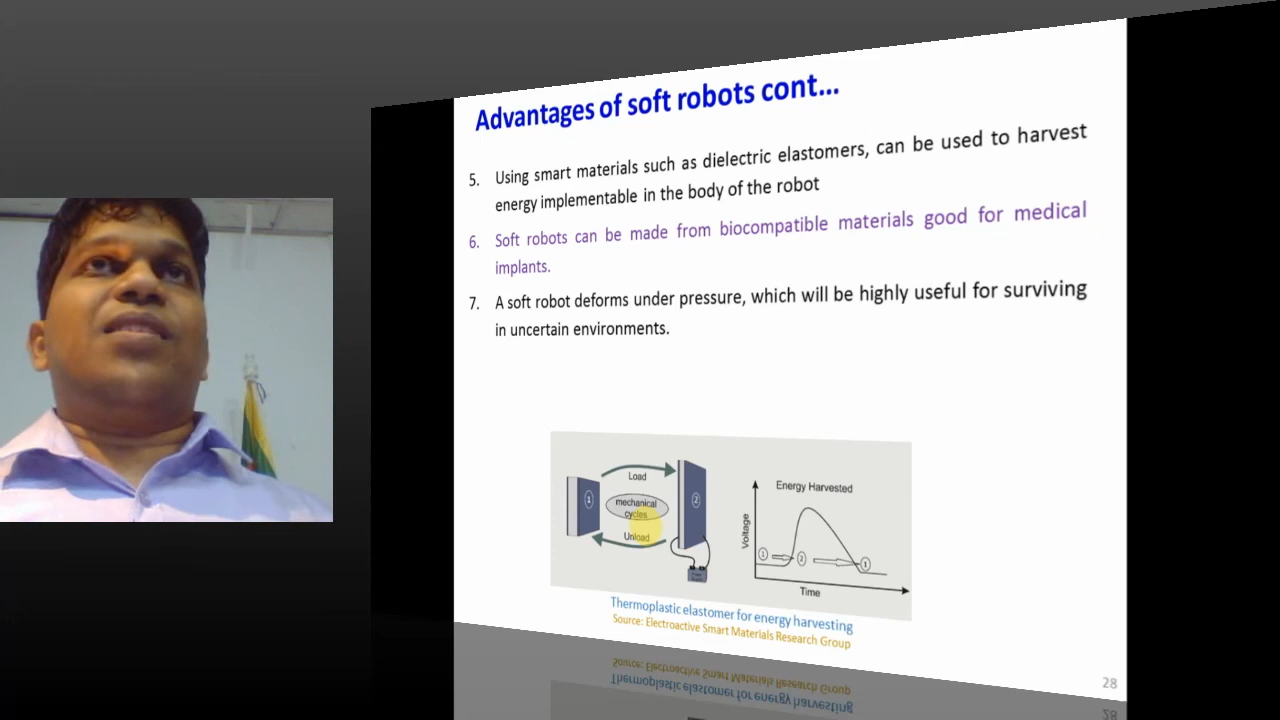 Advantages of soft robots cont...
5. Using smart materials such as dielectric elastomers, can be used to harvest
energy implementable in the body of the robot
6. Soft robots can be made from biocompatible materials good for medical
implants.
7. A soft robot deforms under pressure, which will be highly useful for surviving
in uncertain environments.
Load
1
mechanical
cycles
2
Unload
Energy Harvested
Voltage
1
2
1
Time
Thermoplastic elastomer for energy harvesting
Source: Electroactive Smart Materials Research Group
28